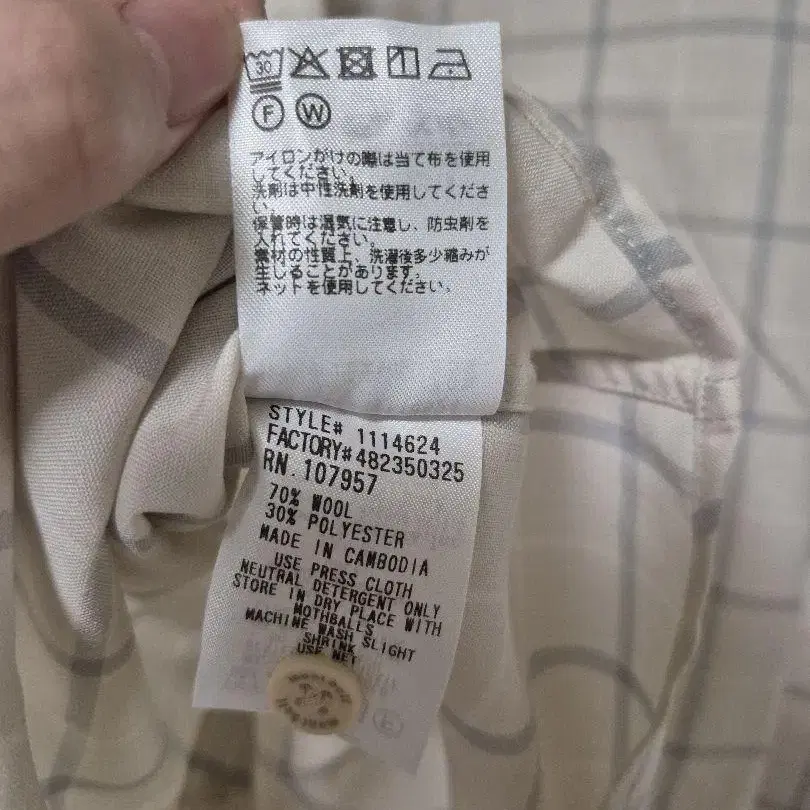 30
F W
アイロンがけの際は当て布を使用
してください。
洗剤は中性洗剤を使用してくださ
い。
保管時は湿気に注意し、防虫剤を
入れてください。
素材の性質上、洗濯後多少縮みが
生じることがあります。
ネットを使用してください。
STYLE# 1114624
FACTORY#482350325
RN.107957
70% WOOL
30% POLYESTER
MADE IN CAMBODIA
USE PRESS CLOTH
NEUTRAL DETERGENT ONLY
STORE IN DRY PLACE WITH
MOTHBALLS
MACHINE WASH SLIGHT
SHRINK
USE NET
montbell
montbell